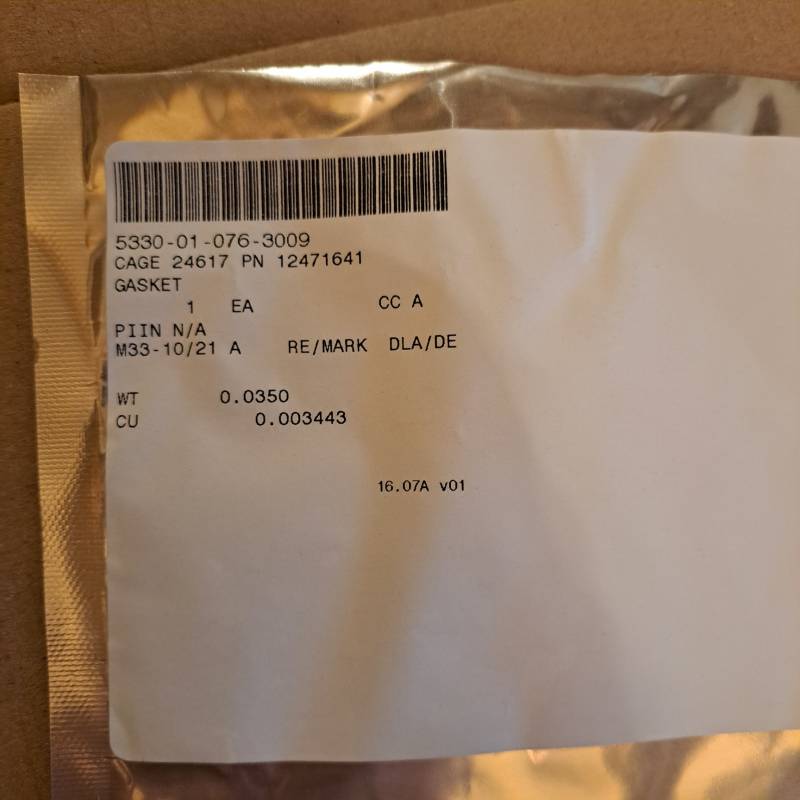 5330-01-076-3009
CAGE 24617 PN 12471641
GASKET
1 EA CC A
PIIN N/A
M33-10/21 A RE/MARK DLA/DE
WT 0.0350
CU 0.003443
16.07A v01